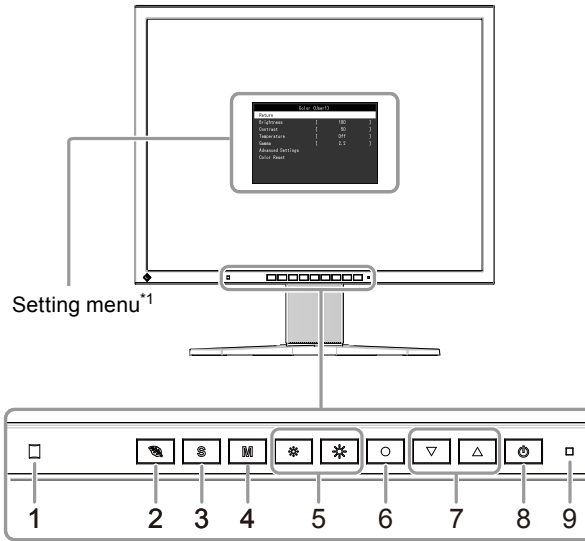 Color (User1)
Return
Brightness [ 100 ]
Contrast [ 50 ]
Temperature [ Off ]
Gamma [ 2.2 ]
Advanced Settings
Color Reset
Setting menu*1
S M
1 2 3 4 5 6 7 8 9